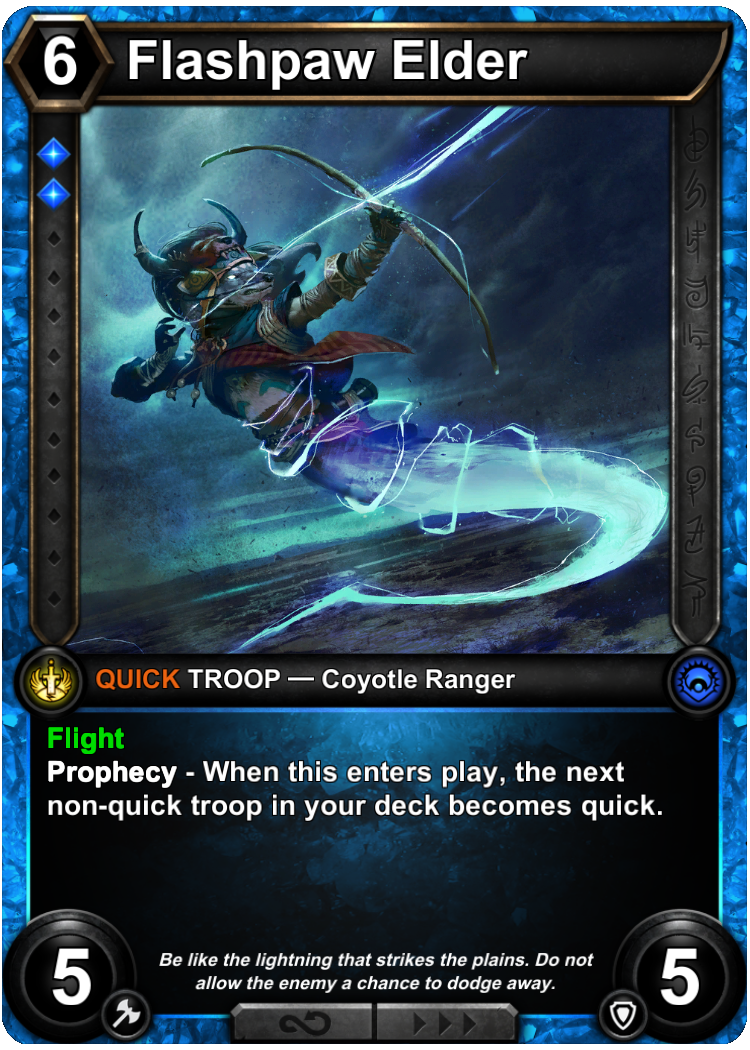 6 Flashpaw Elder
QUICK TROOP — Coyotle Ranger
Flight
Prophecy - When this enters play, the next
non-quick troop in your deck becomes quick.
Be like the lightning that strikes the plains. Do not
allow the enemy a chance to dodge away.
5
5